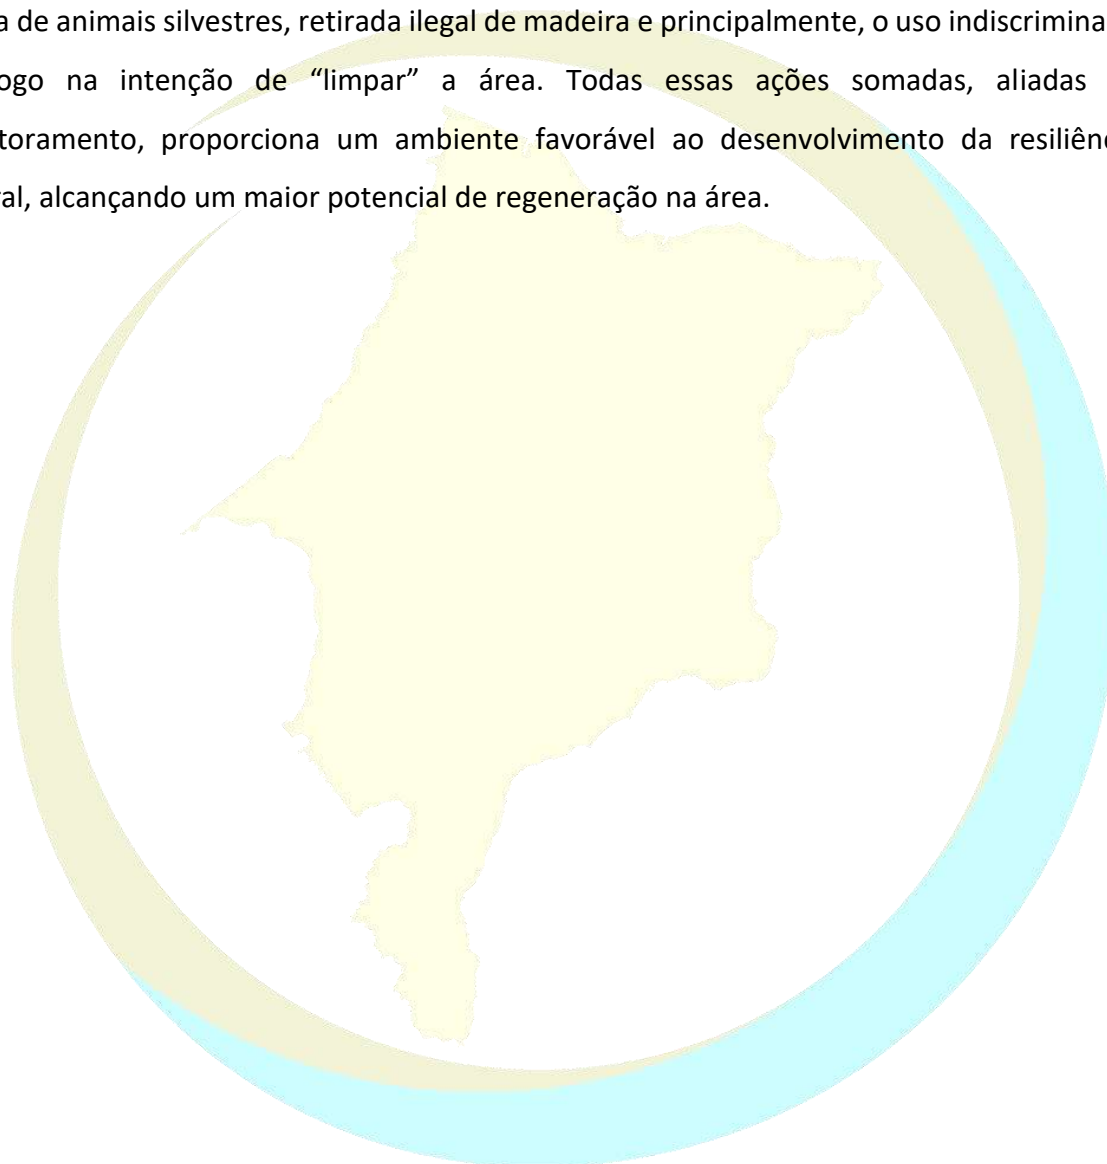 a de animais silvestres, retirada ilegal de madeira e principalmente, o uso indiscrimina
ogo na intenção de “limpar” a área. Todas essas ações somadas, aliadas
toramento, proporciona um ambiente favorável ao desenvolvimento da resiliên
al, alcançando um maior potencial de regeneração na área.